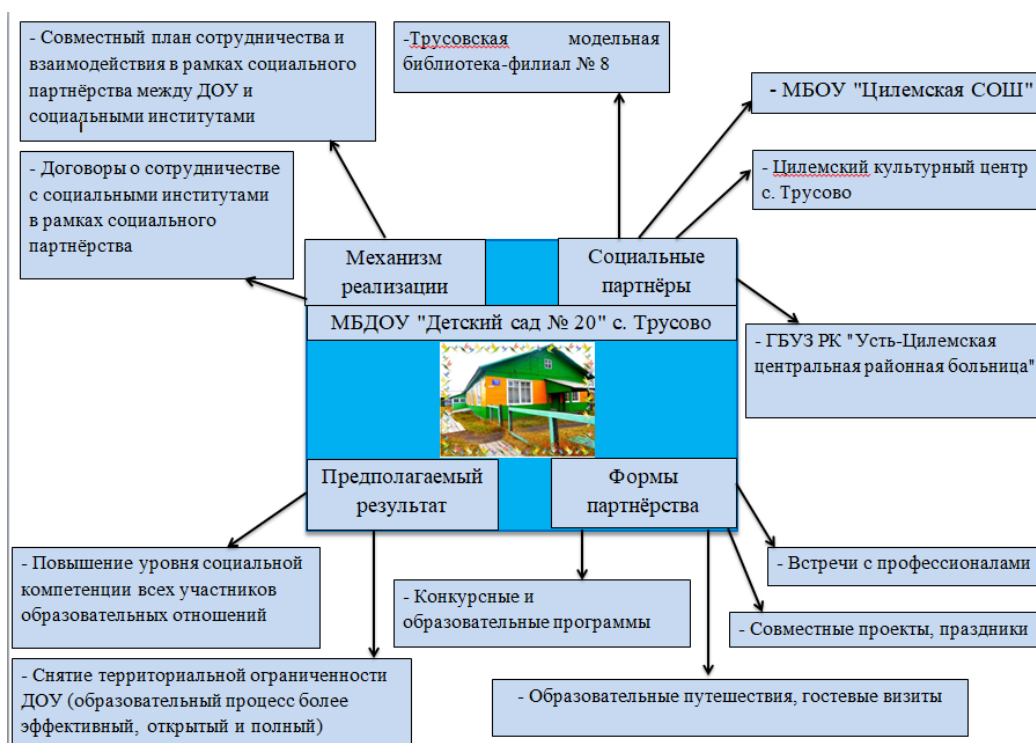 - Совместный план сотрудничества и
взаимодействия в рамках социального
партнёрства между ДОУ и
социальными институтами
- Договоры о сотрудничестве
с социальными институтами
в рамках социального
партнёрства
-Трусовская модельная
библиотека-филиал № 8
- МБОУ "Цилемская СОШ"
- Цилемский культурный центр
с. Трусово
- ГБУЗ РК "Усть-Цилемская
центральная районная больница"
Механизм
реализации
Социальные
партнёры
МБДОУ "Детский сад № 20" с. Трусово
Предполагаемый
результат
Формы
партнёрства
- Повышение уровня социальной
компетенции всех участников
образовательных отношений
- Снятие территориальной ограниченности
ДОУ (образовательный процесс более
эффективный, открытый и полный)
- Конкурсные и
образовательные программы
- Встречи с профессионалами
- Совместные проекты, праздники
- Образовательные путешествия, гостевые визиты